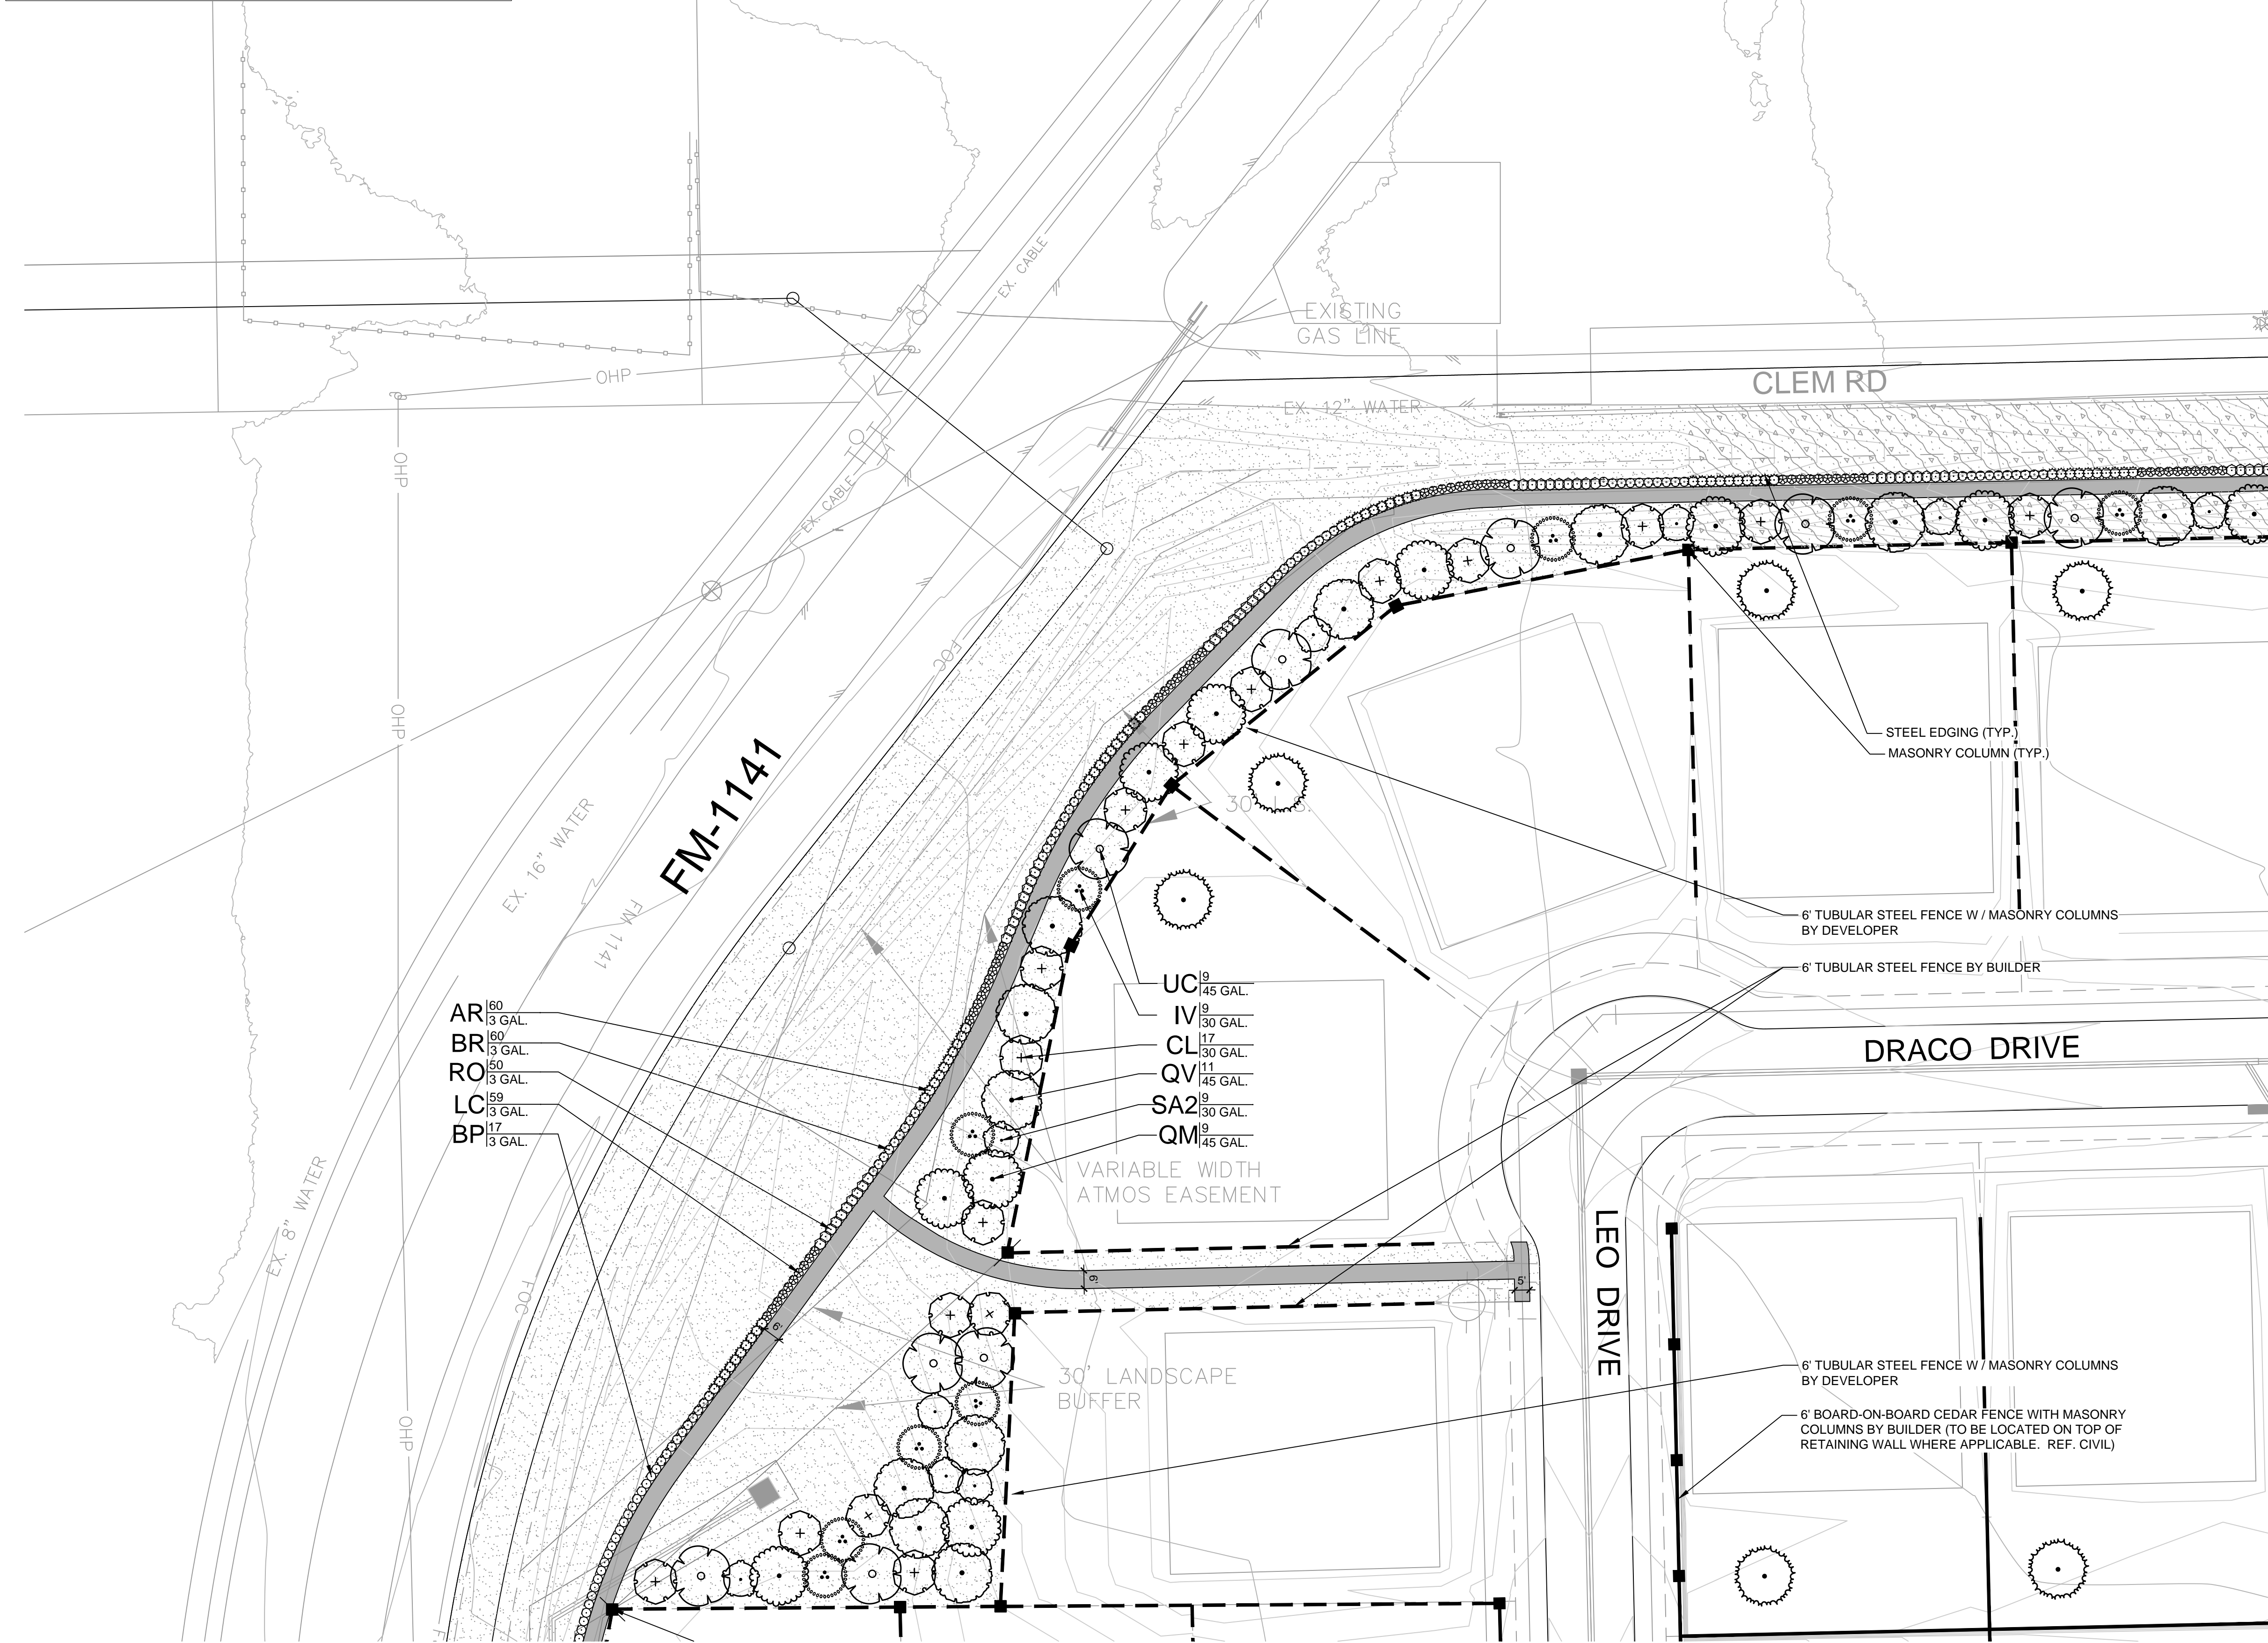 EX. CABLE
EXISTING
GAS LINE
OHP
CLEM RD
EX. 12" WATER
OHP
EX. CABLE
FOC
OHP
STEEL EDGING (TYP.)
MASONRY COLUMN (TYP.)
FM-1141
EX. 16" WATER
FM 1141
6' TUBULAR STEEL FENCE W / MASONRY COLUMNS
BY DEVELOPER
6' TUBULAR STEEL FENCE BY BUILDER
UC 9
45 GAL.
IV 9
30 GAL.
CL 17
30 GAL.
QV 11
45 GAL.
SA2 9
30 GAL.
QM 9
45 GAL.
AR 60
3 GAL.
BR 60
3 GAL.
RO 50
3 GAL.
LC 59
3 GAL.
BP 17
3 GAL.
DRACO DRIVE
VARIABLE WIDTH
ATMOS EASEMENT
EX. 8" WATER
FOC
6'
5'
6'
LEO DRIVE
30' LANDSCAPE
BUFFER
6' TUBULAR STEEL FENCE W / MASONRY COLUMNS
BY DEVELOPER
6' BOARD-ON-BOARD CEDAR FENCE WITH MASONRY
COLUMNS BY BUILDER (TO BE LOCATED ON TOP OF
RETAINING WALL WHERE APPLICABLE. REF. CIVIL)
OHP